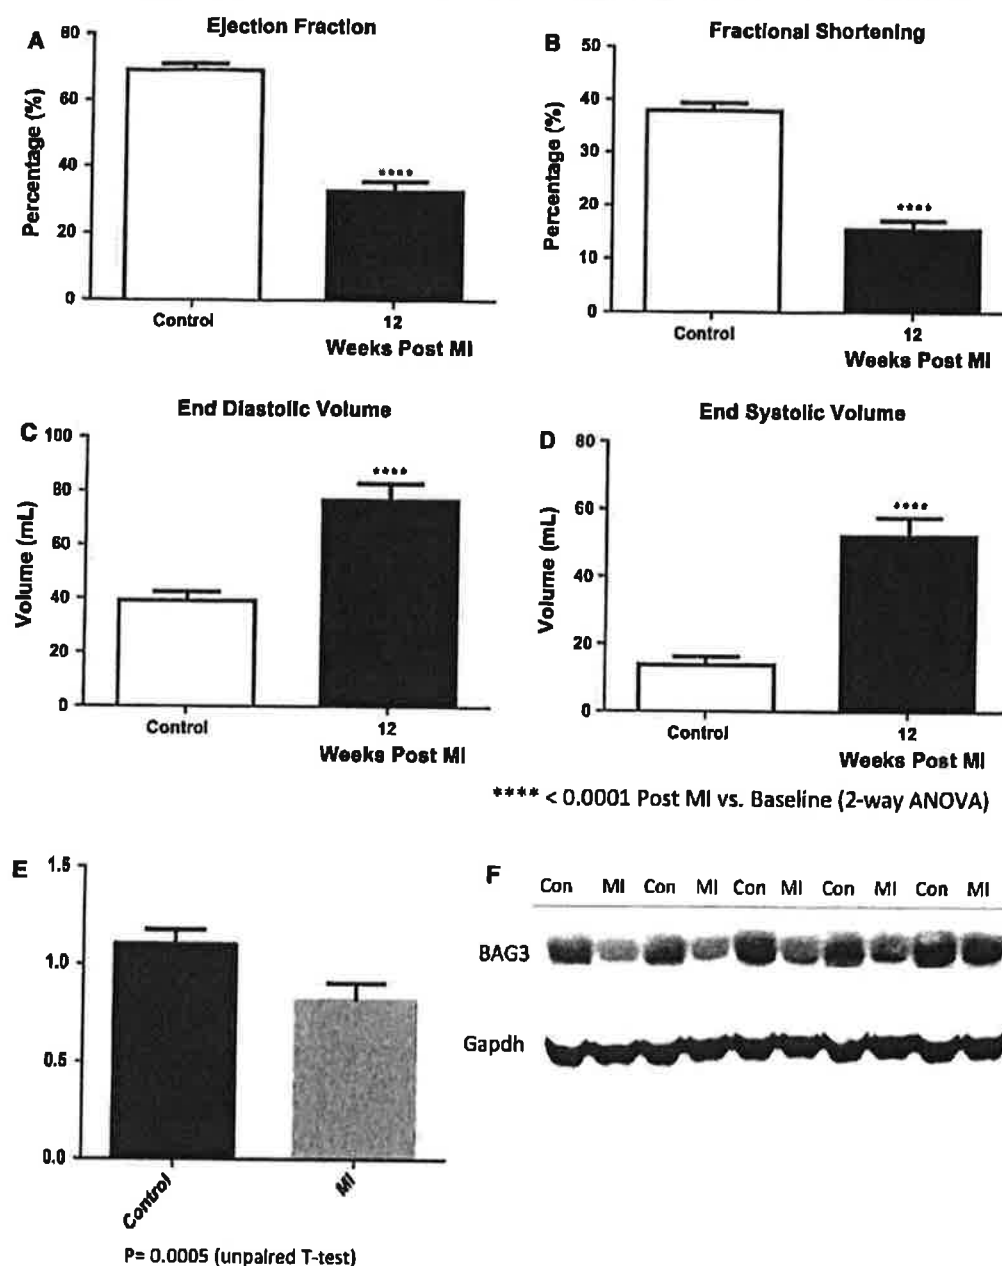 A
Ejection Fraction
Percentage (%)
80
60
40
20
0
****
Control
12
Weeks Post MI
B
Fractional Shortening
Percentage (%)
50
40
30
20
10
0
****
Control
12
Weeks Post MI
C
End Diastolic Volume
Volume (mL)
100
80
60
40
20
0
****
Control
12
Weeks Post MI
D
End Systolic Volume
Volume (mL)
80
60
40
20
0
****
Control
12
Weeks Post MI
**** < 0.0001 Post MI vs. Baseline (2-way ANOVA)
E
1.5
1.0
0.5
0.0
Control
MI
P= 0.0005 (unpaired T-test)
F
Con MI Con MI Con MI Con MI Con MI
BAG3
Gapdh